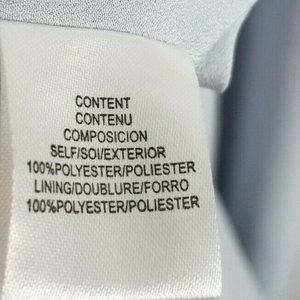 CONTENT
CONTENU
COMPOSICION
SELF/SOI/EXTERIOR
100%POLYESTER/POLIESTER
LINING/DOUBLURE/FORRO
100%POLYESTER/POLIESTER